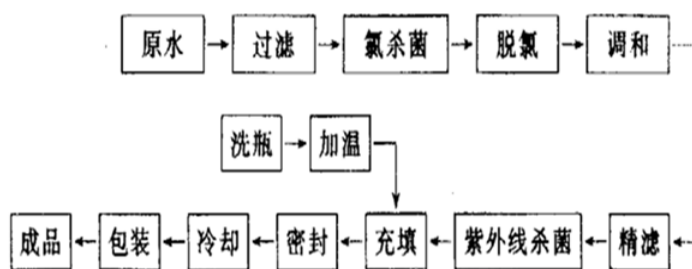 原水 过滤 氯杀菌 脱氯 调和
洗瓶 加温
成品 包装 冷却 密封 充填 紫外线杀菌 精滤